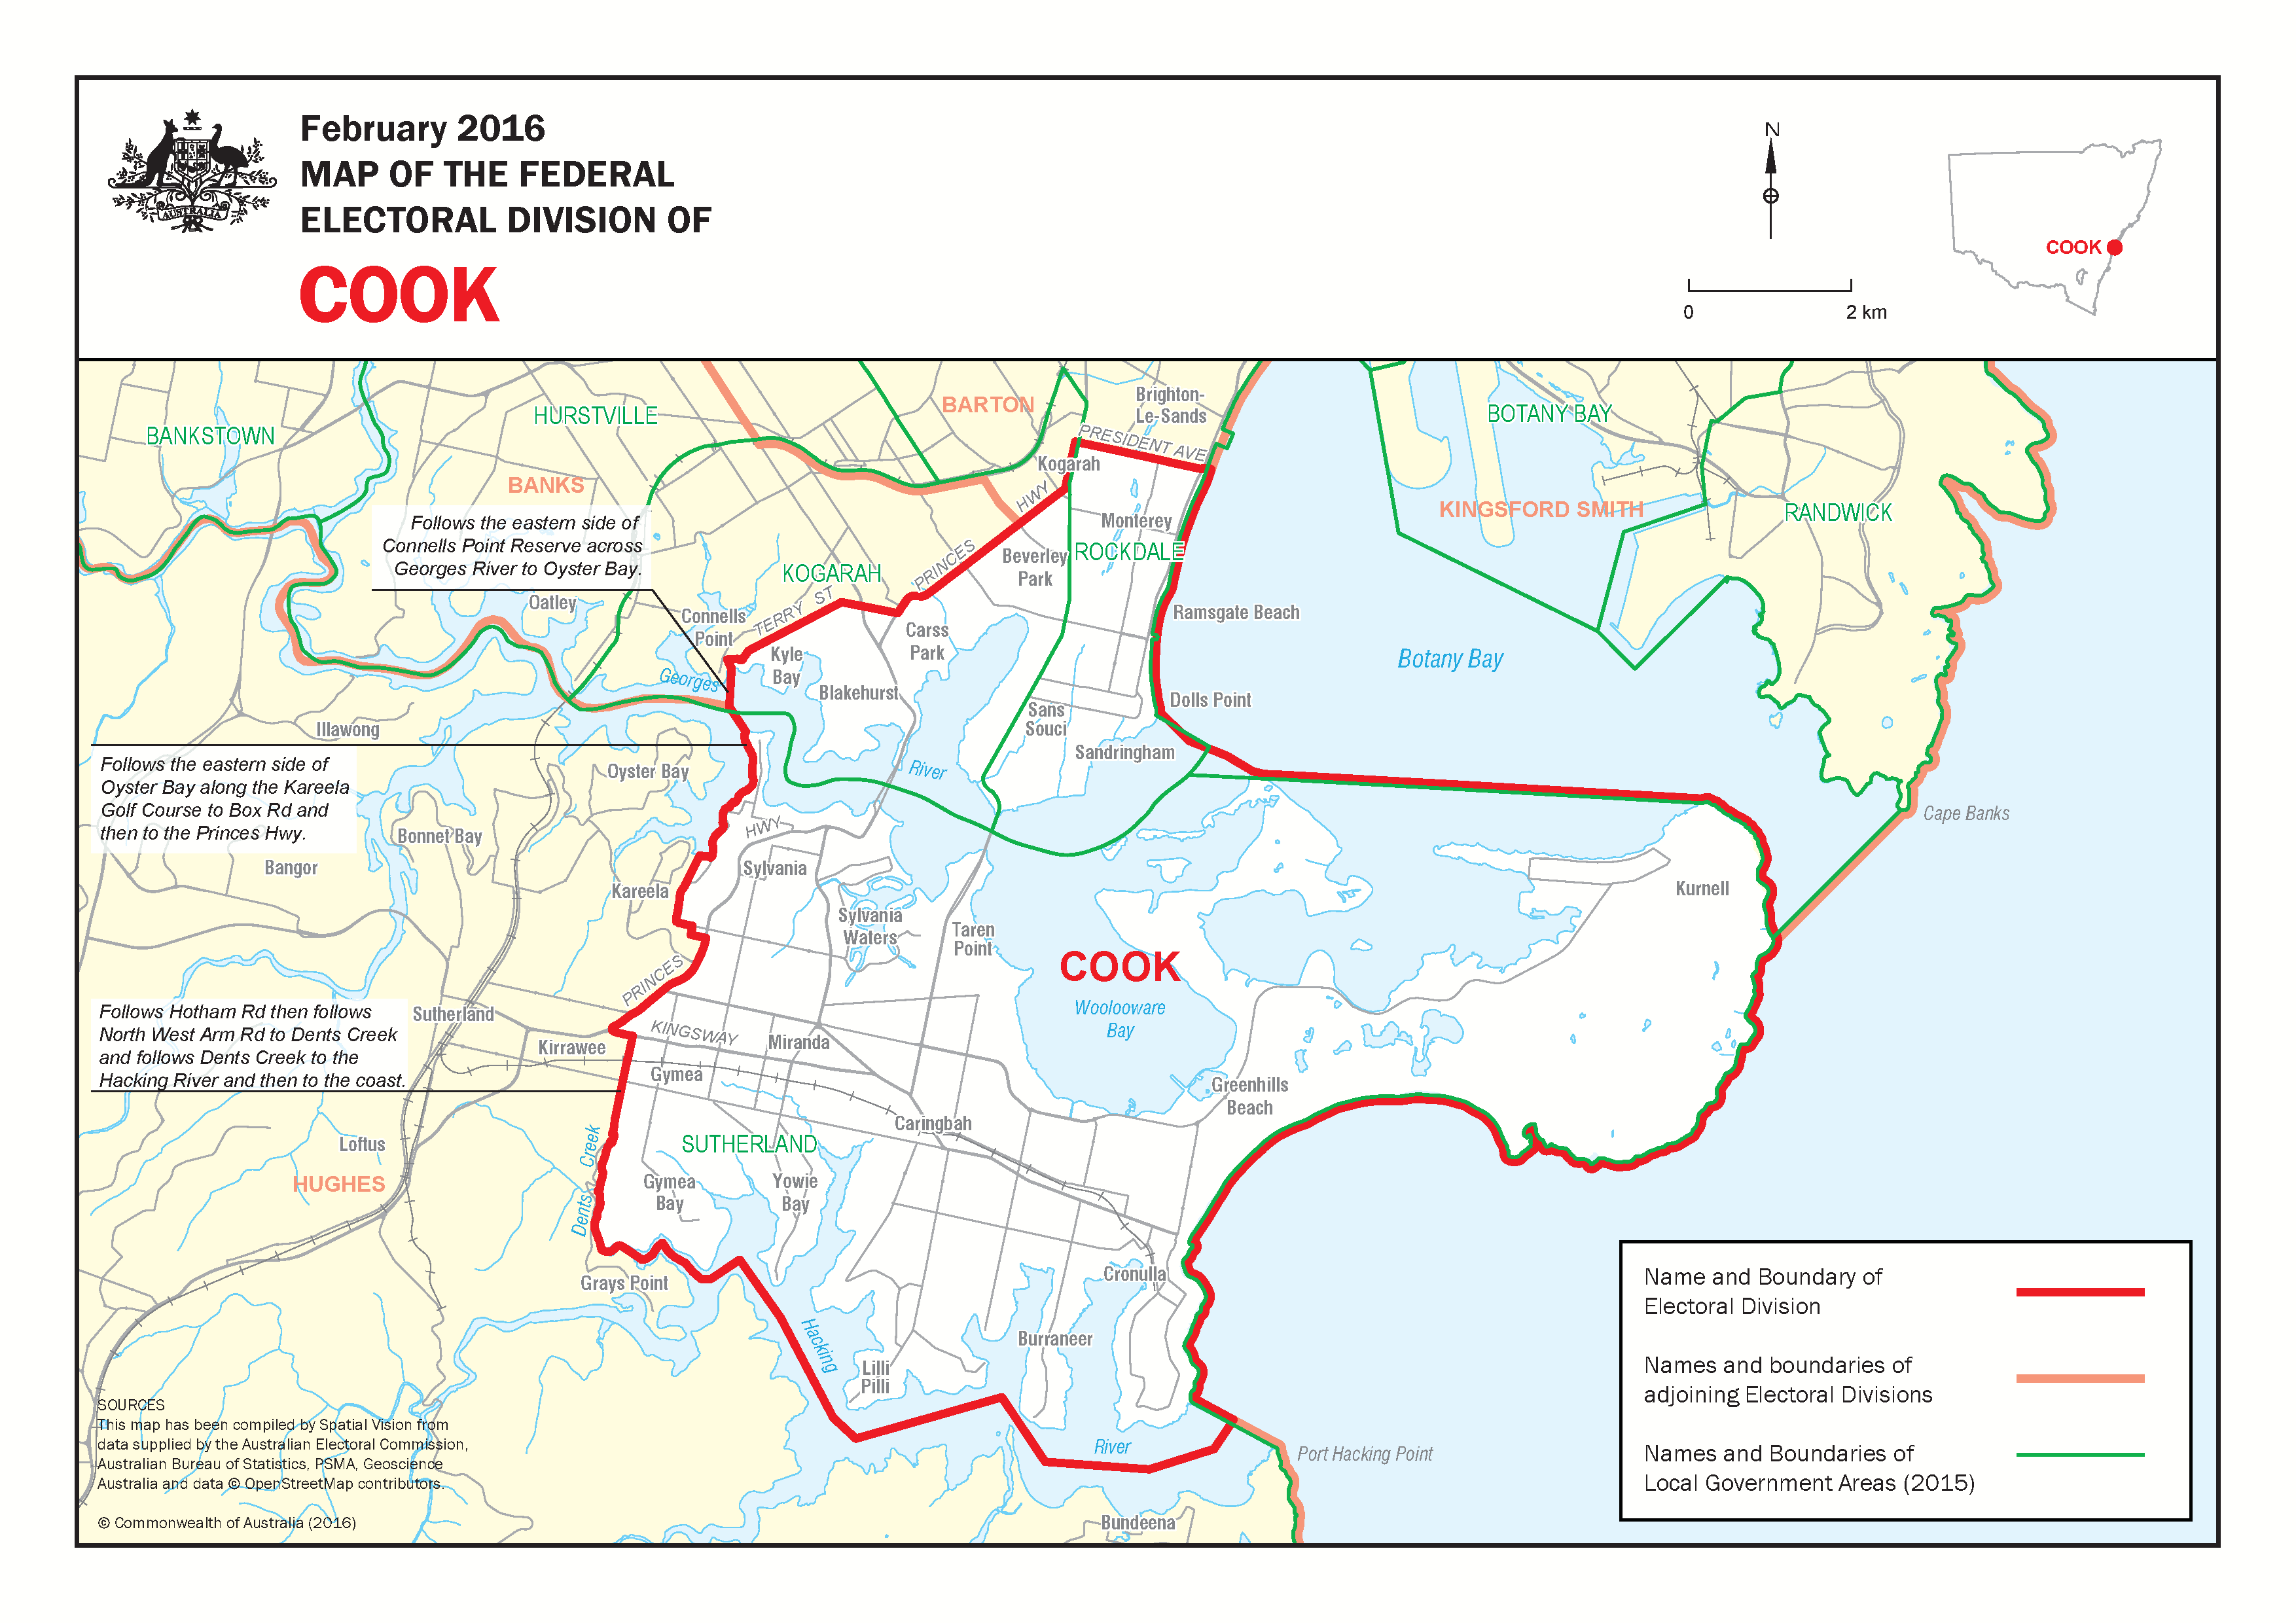 February 2016
MAP OF THE FEDERAL
ELECTORAL DIVISION OF
COOK
AUSTRALIA
N
0
2 km
COOK
BANKSTOWN
HURSTVILLE
BARTON
Brighton-
Le-Sands
BOTANY BAY
PRESIDENT AVE
Kogarah
BANKS
HWY
KINGSFORD SMITH
RANDWICK
Follows the eastern side of
Connells Point Reserve across
Georges River to Oyster Bay.
Monterey
ROCKDALE
Beverley
Park
PRINCES
KOGARAH
TERRY ST
Oatley
Connells
Point
Ramsgate Beach
Carss
Park
Kyle
Bay
Botany Bay
Georges
Blakehurst
Dolls Point
Sans
Souci
Illawong
Sandringham
Follows the eastern side of
Oyster Bay along the Kareela
Golf Course to Box Rd and
then to the Princes Hwy.
Oyster Bay
River
Cape Banks
Bonnet Bay
HWY
Bangor
Sylvania
Kareela
Kurnell
Sylvania
Waters
Taren
Point
COOK
PRINCES
Woolooware
Bay
Follows Hotham Rd then follows
North West Arm Rd to Dents Creek
and follows Dents Creek to the
Hacking River and then to the coast.
Sutherland
Kirrawee
KINGSWAY
Miranda
Gymea
Greenhills
Beach
Caringbah
Loftus
Dents Creek
SUTHERLAND
HUGHES
Gymea
Bay
Yowie
Bay
Grays Point
Cronulla
Hacking
Burraneer
Lilli
Pilli
River
Port Hacking Point
Bundeena
Name and Boundary of
Electoral Division
Names and boundaries of
adjoining Electoral Divisions
Names and Boundaries of
Local Government Areas (2015)
SOURCES
This map has been compiled by Spatial Vision from
data supplied by the Australian Electoral Commission,
Australian Bureau of Statistics, PSMA, Geoscience
Australia and data © OpenStreetMap contributors.
© Commonwealth of Australia (2016)